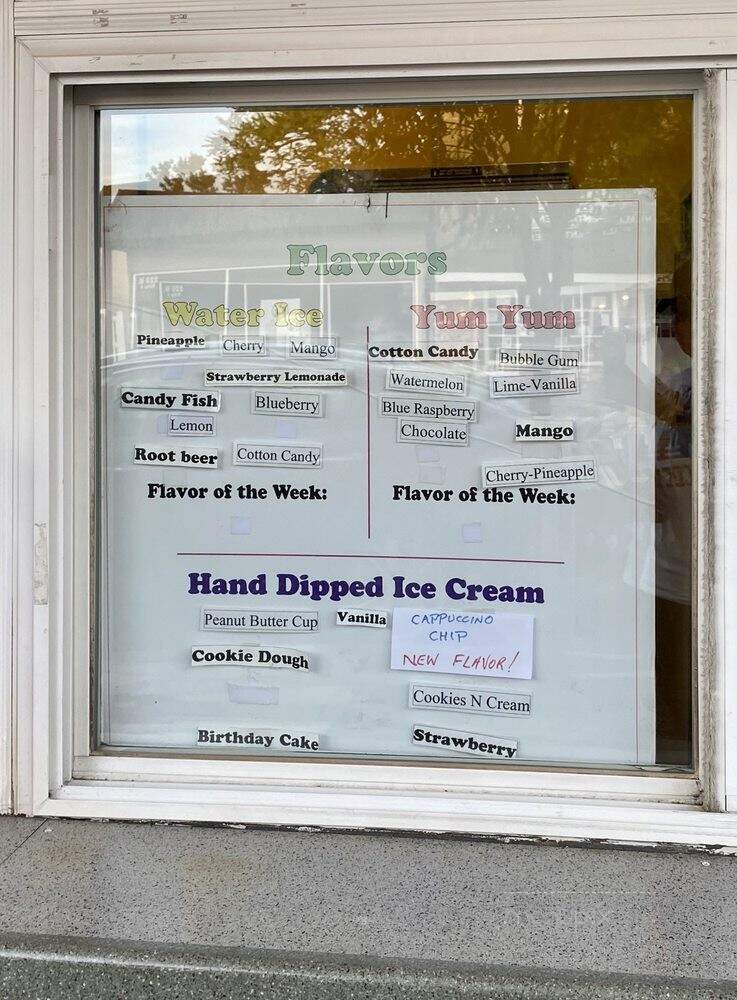 Flavors
Water Ice
Pineapple Cherry Mango
Strawberry Lemonade
Candy Fish Blueberry
Lemon
Root beer Cotton Candy
Flavor of the Week:
Yum Yum
Cotton Candy Bubble Gum
Watermelon Lime-Vanilla
Blue Raspberry
Chocolate Mango
Cherry-Pineapple
Flavor of the Week:
Hand Dipped Ice Cream
Peanut Butter Cup Vanilla CAPPUCCINO
CHIP
NEW FLAVOR!
Cookie Dough
Cookies N Cream
Birthday Cake Strawberry